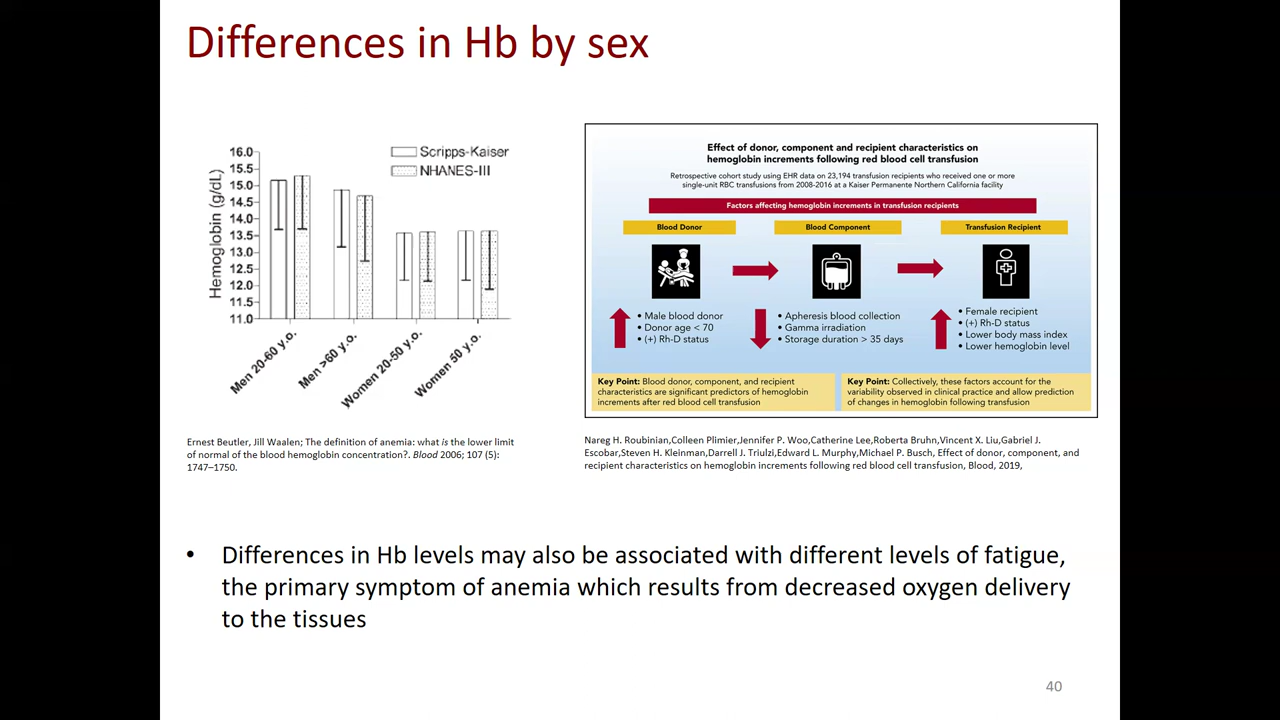 Differences in Hb by sex
16.0
15.5
15.0
14.5
14.0
13.5
13.0
12.5
12.0
11.5
11.0
Hemoglobin (g/dL)
Scripps-Kaiser
NHANES-III
Men 20-60 y.o.
Men >60 y.o.
Women 20-50 y.o.
Women 50 y.o.
Ernest Beutler, Jill Waalen; The definition of anemia: what is the lower limit
of normal of the blood hemoglobin concentration?. Blood 2006; 107 (5):
1747–1750.
Effect of donor, component and recipient characteristics on
hemoglobin increments following red blood cell transfusion
Retrospective cohort study using EHR data on 23,194 transfusion recipients who received one or more
single-unit RBC transfusions from 2008-2016 at a Kaiser Permanente Northern California facility
Factors affecting hemoglobin increments in transfusion recipients
Blood Donor
• Male blood donor
• Donor age < 70
• (+) Rh-D status
Blood Component
• Apheresis blood collection
• Gamma irradiation
• Storage duration > 35 days
Transfusion Recipient
• Female recipient
• (+) Rh-D status
• Lower body mass index
• Lower hemoglobin level
Key Point: Blood donor, component, and recipient
characteristics are significant predictors of hemoglobin
increments after red blood cell transfusion
Key Point: Collectively, these factors account for the
variability observed in clinical practice and allow prediction
of changes in hemoglobin following transfusion
Nareg H. Roubinian,Colleen Plimier,Jennifer P. Woo,Catherine Lee,Roberta Bruhn,Vincent X. Liu,Gabriel J.
Escobar,Steven H. Kleinman,Darrell J. Triulzi,Edward L. Murphy,Michael P. Busch, Effect of donor, component, and
recipient characteristics on hemoglobin increments following red blood cell transfusion, Blood, 2019,
• Differences in Hb levels may also be associated with different levels of fatigue,
the primary symptom of anemia which results from decreased oxygen delivery
to the tissues
40